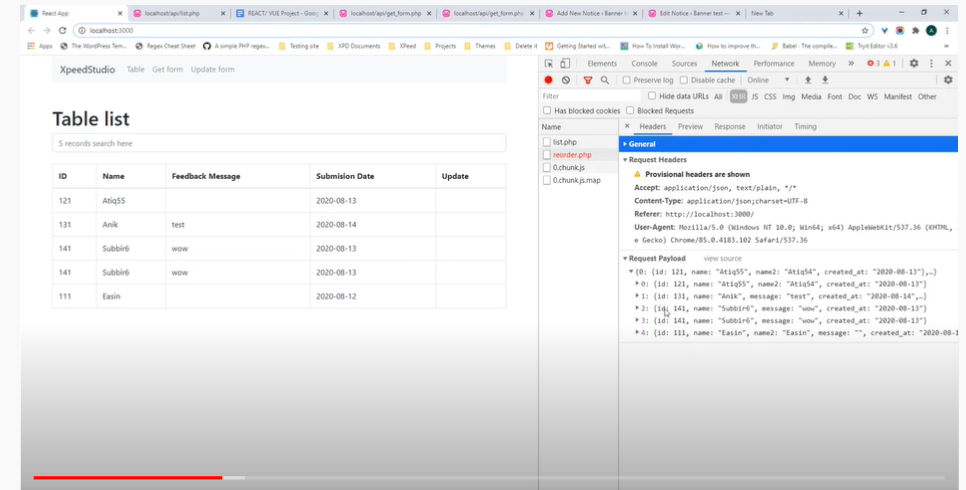 React App
localhost/api/list.php
REACT/ VUE Project - Goog
localhost/api/get_form.php
localhost/api/get_form.php
Add New Notice ‹ Banner t
Edit Notice ‹ Banner test —
New Tab
localhost:3000
Apps
The WordPress Tem...
Regex Cheat Sheet
A simple PHP regex...
Testing site
XPD Documents
XPeed
Projects
Themes
Delete it
Getting Started wit...
How To Install Wor...
How to improve th...
Babel · The compile...
Tryit Editor v3.6
XpeedStudio
Table
Get form
Update form
Table list
5 records search here
ID Name Feedback Message Submision Date Update
121 Atiq55 2020-08-13
131 Anik test 2020-08-14
141 Subbir6 wow 2020-08-13
141 Subbir6 wow 2020-08-13
111 Easin 2020-08-12
Elements Console Sources Network Performance Memory » 3 1
Preserve log Disable cache Online
Filter Hide data URLs All XHR JS CSS Img Media Font Doc WS Manifest Other
Has blocked cookies Blocked Requests
Name
list.php
reorder.php
0.chunk.js
0.chunk.js.map
× Headers Preview Response Initiator Timing
General
Request Headers
Provisional headers are shown
Accept: application/json, text/plain, */*
Content-Type: application/json;charset=UTF-8
Referer: http://localhost:3000/
User-Agent: Mozilla/5.0 (Windows NT 10.0; Win64; x64) AppleWebKit/537.36 (KHTML,
e Gecko) Chrome/85.0.4183.102 Safari/537.36
Request Payload view source
{0: {id: 121, name: "Atiq55", name2: "Atiq54", created_at: "2020-08-13"},…}
0: {id: 121, name: "Atiq55", name2: "Atiq54", created_at: "2020-08-13"}
1: {id: 131, name: "Anik", message: "test", created_at: "2020-08-14",…}
2: {id: 141, name: "Subbir6", message: "wow", created_at: "2020-08-13"}
3: {id: 141, name: "Subbir6", message: "wow", created_at: "2020-08-13"}
4: {id: 111, name: "Easin", name2: "Easin", message: "", created_at: "2020-08-1